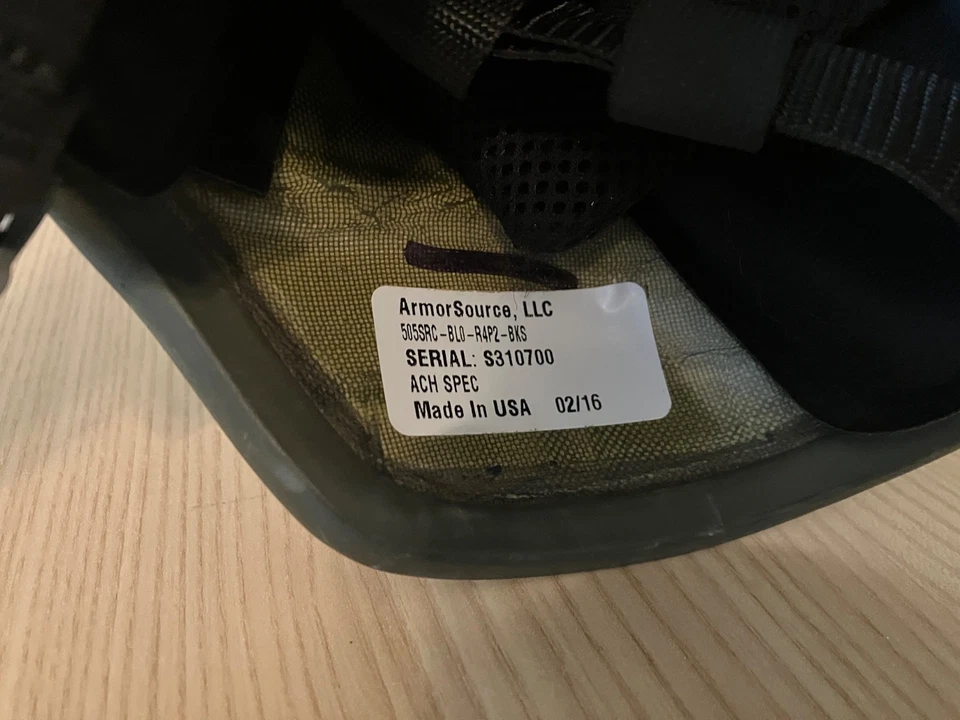 ArmorSource, LLC
505SRC-BL0-R4P2-BKS
SERIAL: S310700
ACH SPEC
Made In USA 02/16